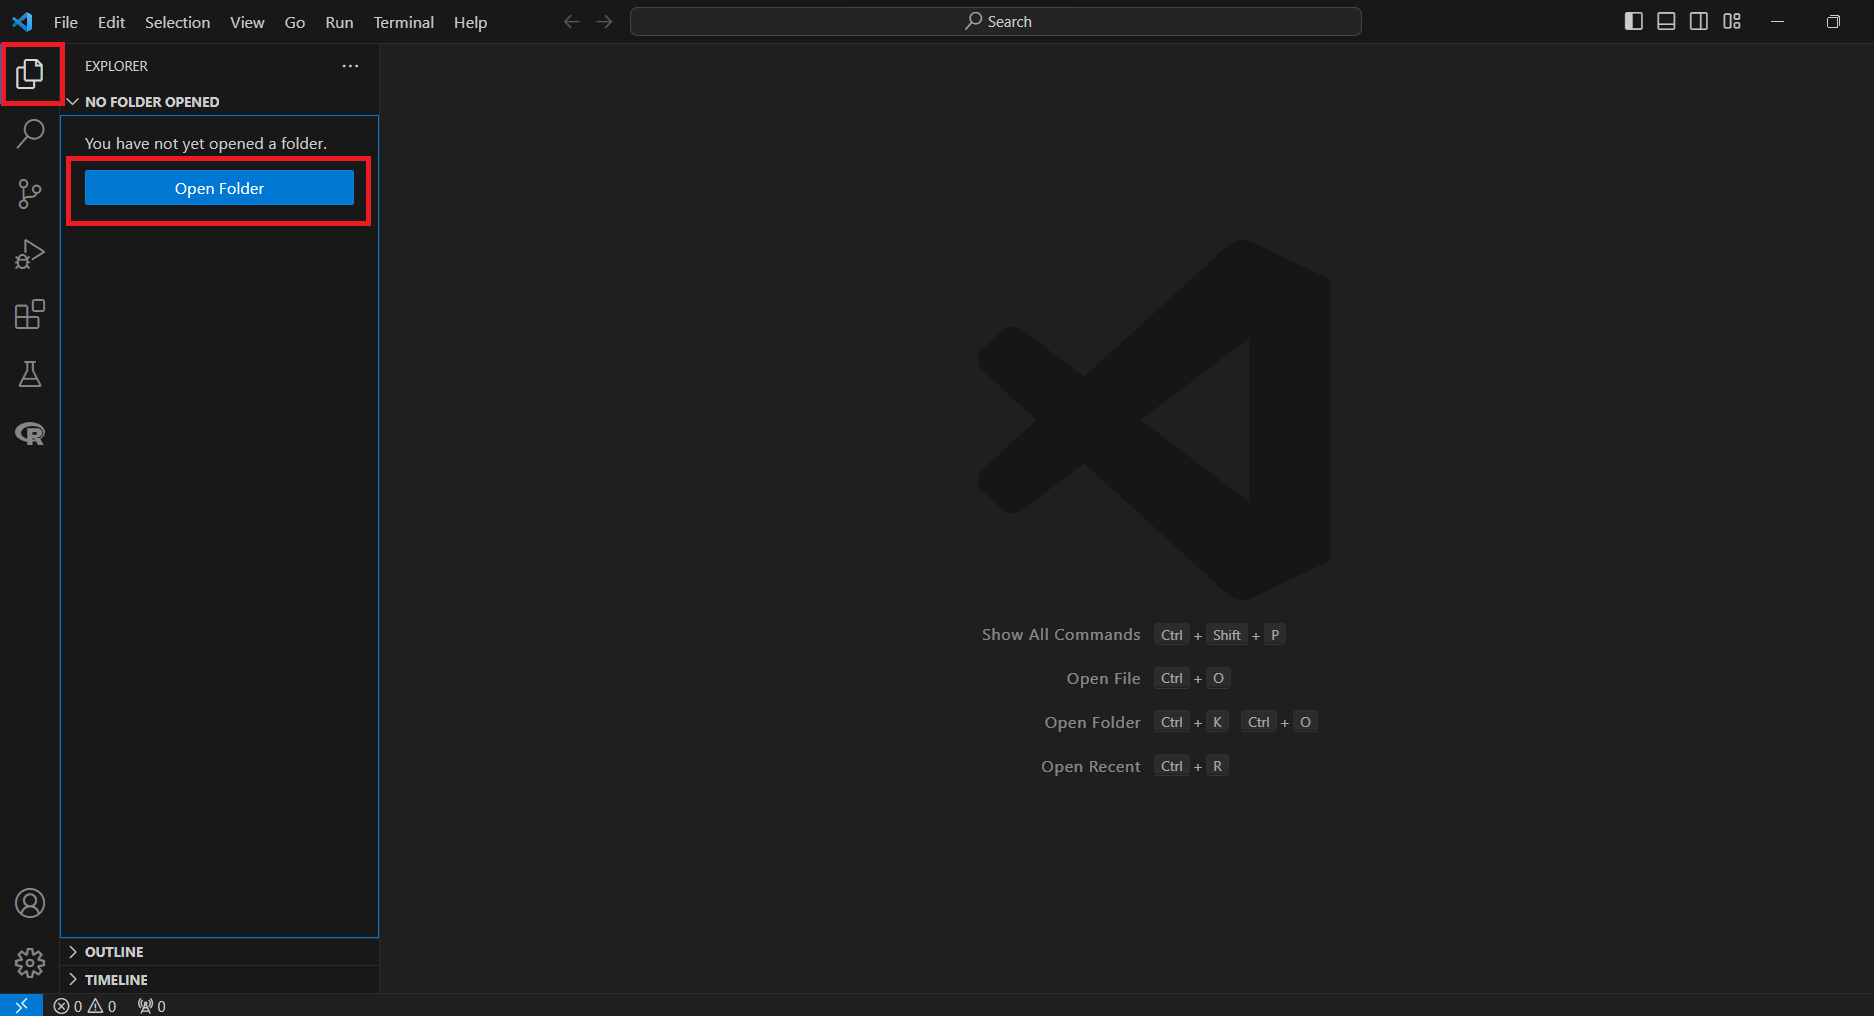 File Edit Selection View Go Run Terminal Help
Search
EXPLORER
NO FOLDER OPENED
You have not yet opened a folder.
Open Folder
Show All Commands Ctrl + Shift + P
Open File Ctrl + O
Open Folder Ctrl + K Ctrl + O
Open Recent Ctrl + R
OUTLINE
TIMELINE
0 0 0